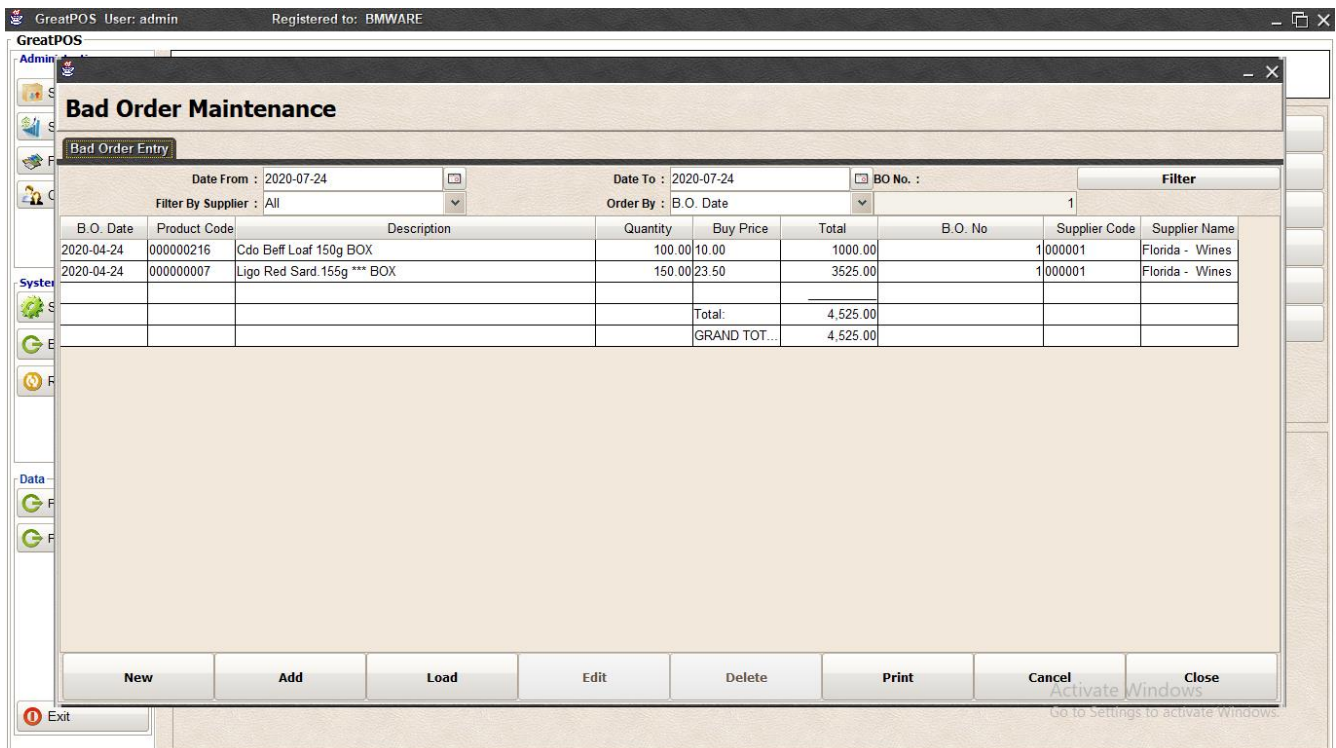 GreatPOS User: admin Registered to: BMWARE
GreatPOS
Bad Order Maintenance
Bad Order Entry
Date From : 2020-07-24 Date To : 2020-07-24 BO No. : Filter
Filter By Supplier : All Order By : B.O. Date 1
B.O. Date Product Code Description Quantity Buy Price Total B.O. No Supplier Code Supplier Name
2020-04-24 000000216 Cdo Beff Loaf 150g BOX 100.00 10.00 1000.00 1 000001 Florida - Wines
2020-04-24 000000007 Ligo Red Sard.155g *** BOX 150.00 23.50 3525.00 1 000001 Florida - Wines
Total: 4,525.00
GRAND TOT... 4,525.00
Data
New Add Load Edit Delete Print Cancel Close
Activate Windows
Go to Settings to activate Windows.
Exit